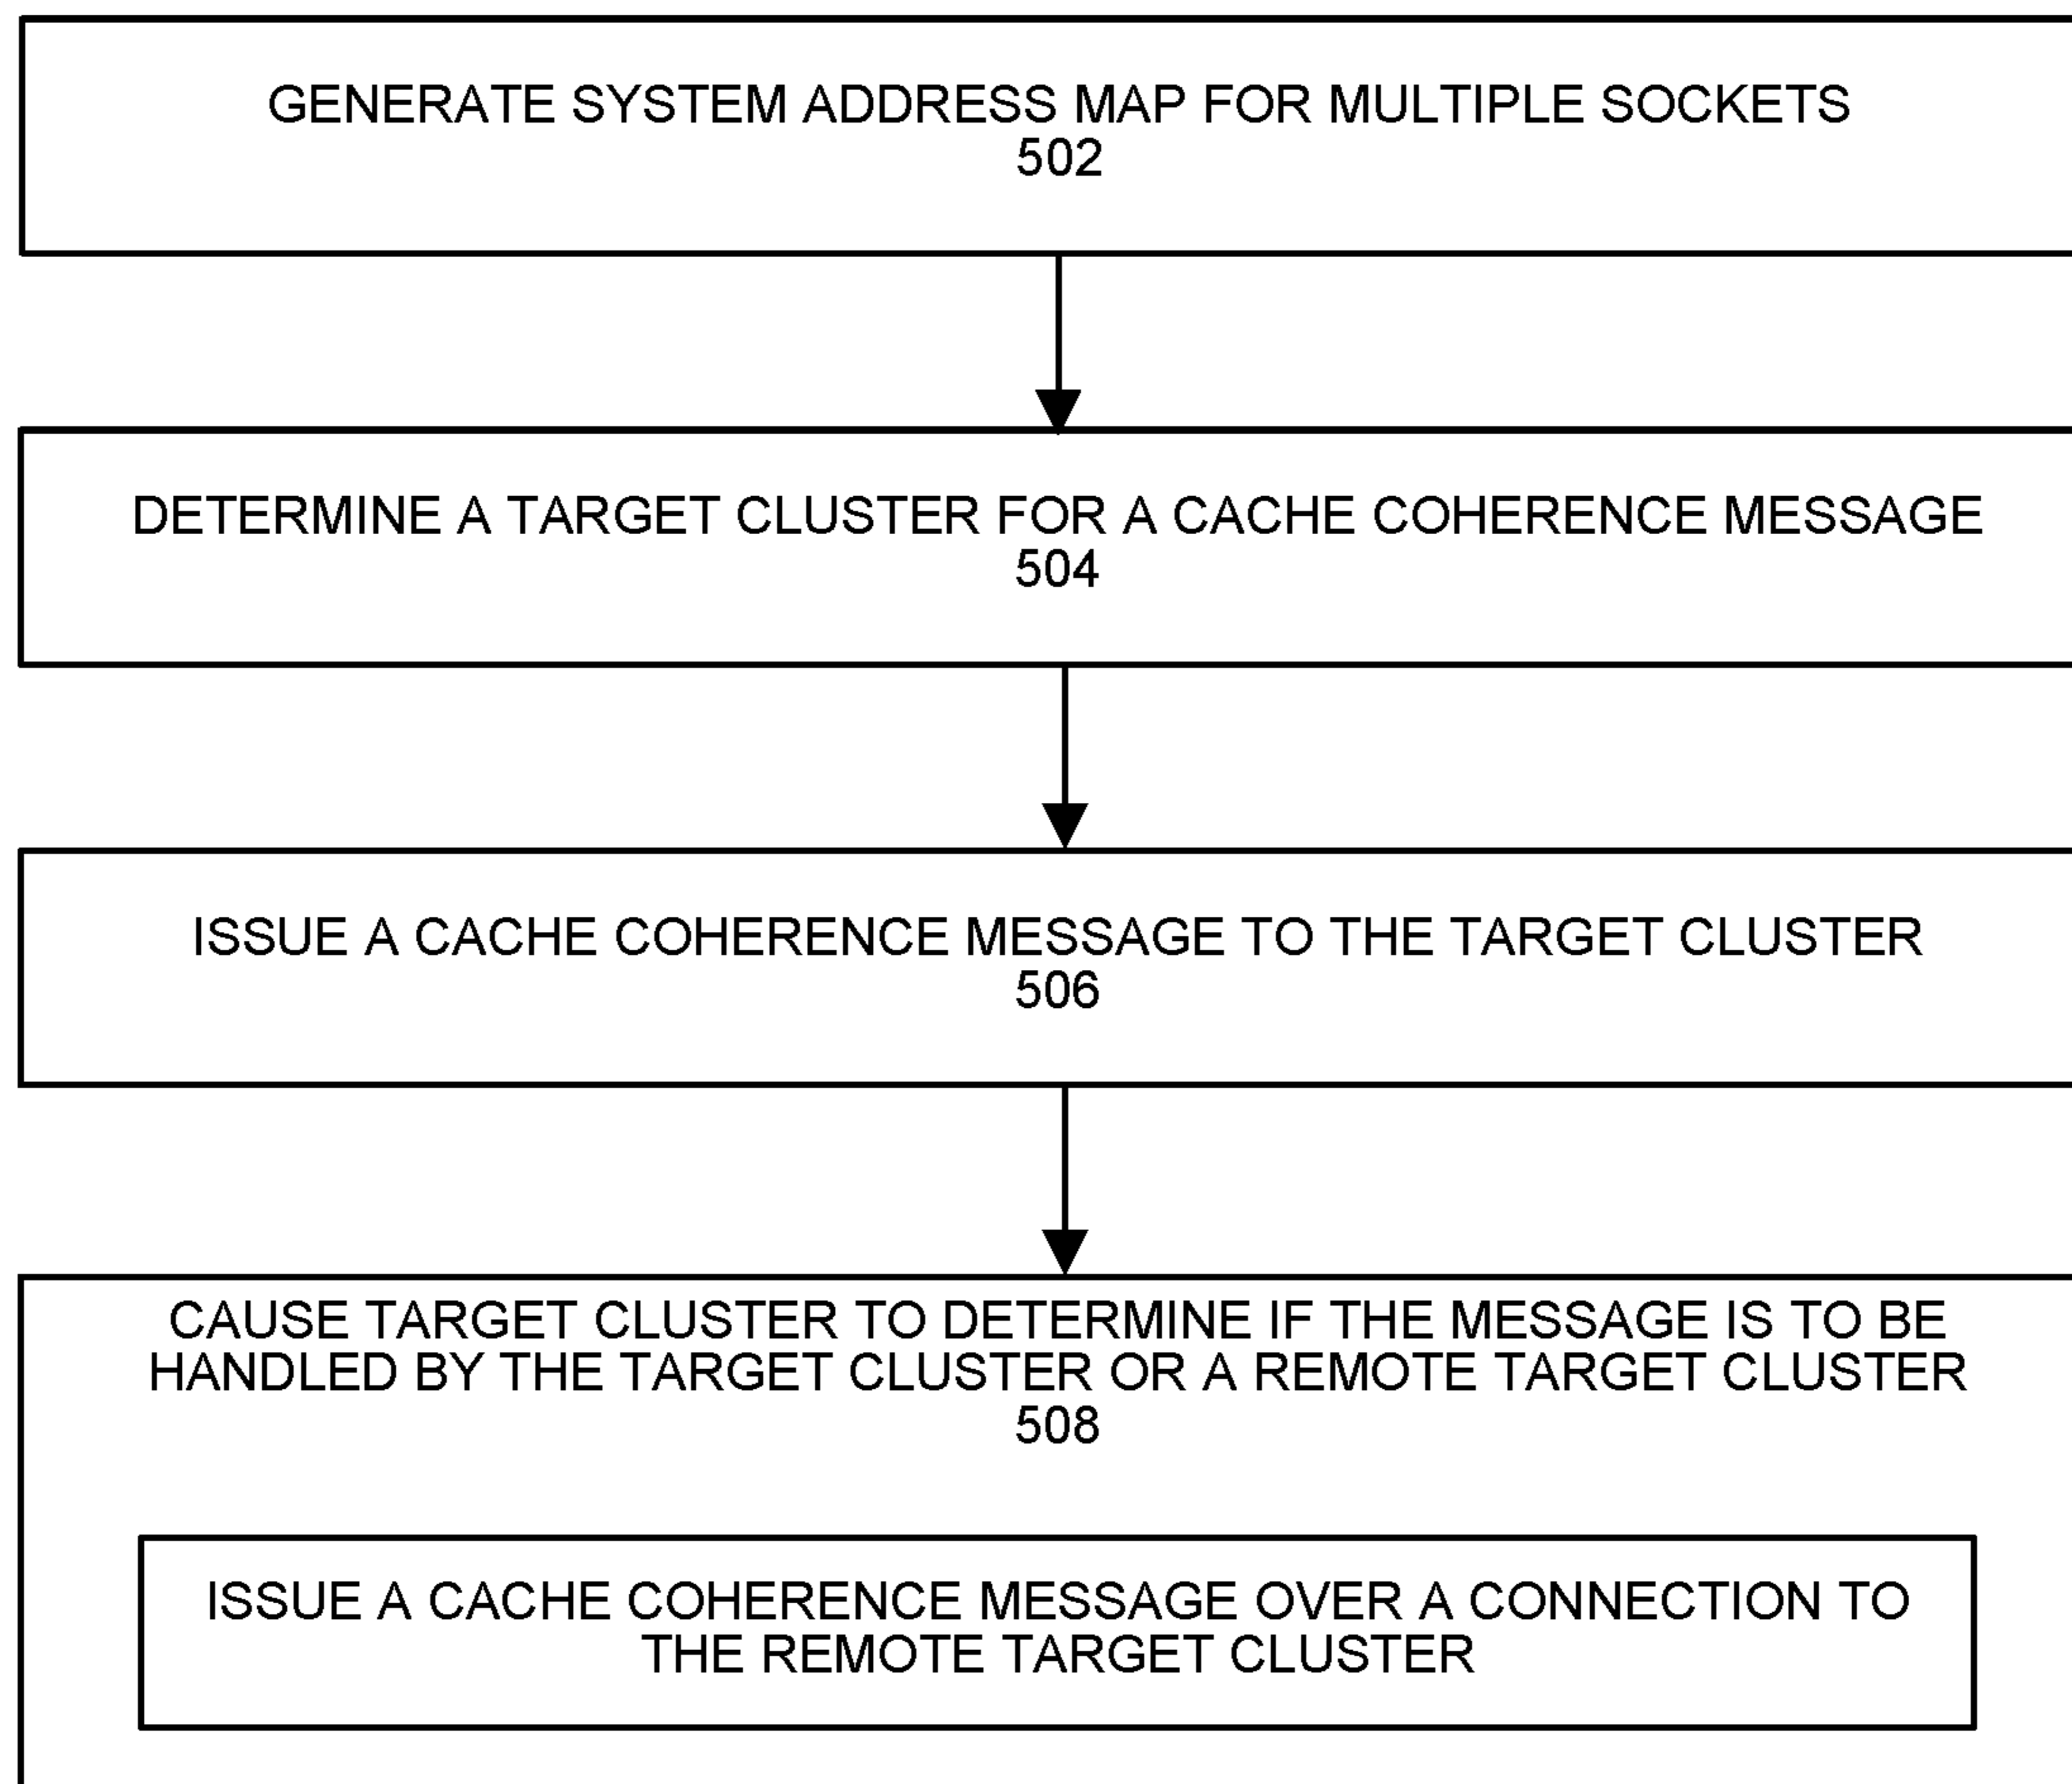 GENERATE SYSTEM ADDRESS MAP FOR MULTIPLE SOCKETS
502
DETERMINE A TARGET CLUSTER FOR A CACHE COHERENCE MESSAGE
504
ISSUE A CACHE COHERENCE MESSAGE TO THE TARGET CLUSTER
506
CAUSE TARGET CLUSTER TO DETERMINE IF THE MESSAGE IS TO BE
HANDLED BY THE TARGET CLUSTER OR A REMOTE TARGET CLUSTER
508
ISSUE A CACHE COHERENCE MESSAGE OVER A CONNECTION TO
THE REMOTE TARGET CLUSTER